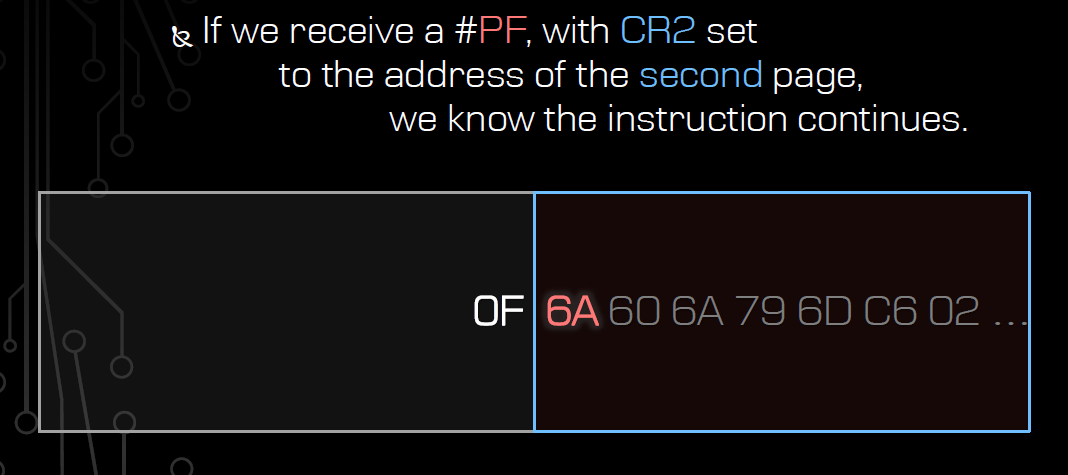 If we receive a #PF, with CR2 set
to the address of the second page,
we know the instruction continues.
0F 6A 60 6A 79 6D C6 02 ...